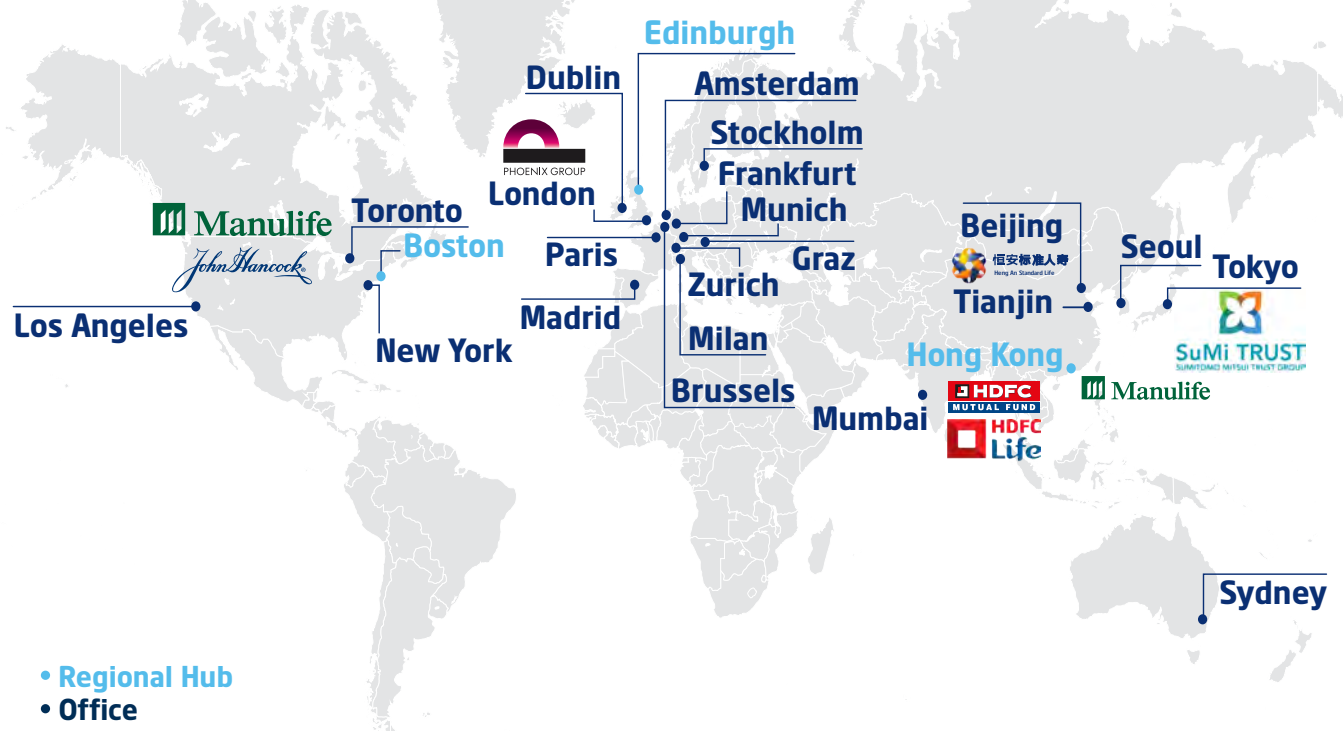 Edinburgh
Dublin
Amsterdam
Stockholm
PHOENIX GROUP
Frankfurt
London
Manulife
Toronto
Munich
Boston
Beijing
John Hancock
Paris
Graz
Seoul
恒安标准人寿
Heng An Standard Life
Tokyo
Zurich
Tianjin
Los Angeles
Madrid
Milan
New York
SuMi TRUST
SUMITOMO MITSUI TRUST GROUP
Hong Kong
Brussels
HDFC
MUTUAL FUND
Manulife
Mumbai
HDFC
Life
Sydney
• Regional Hub
• Office